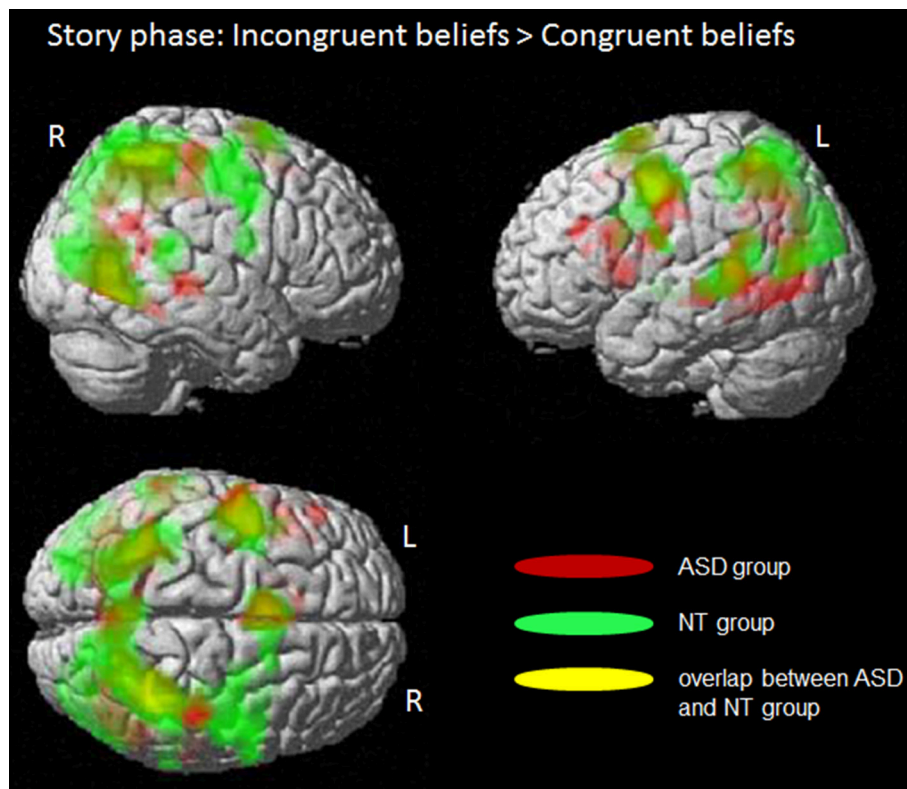 Story phase: Incongruent beliefs > Congruent beliefs
R
L
L
R
ASD group
NT group
overlap between ASD
and NT group